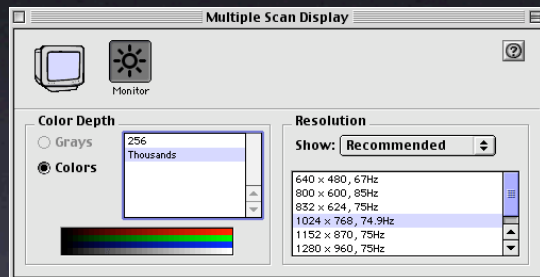 Multiple Scan Display
Monitor
Color Depth
Grays
Colors
256
Thousands
Resolution
Show: Recommended
640 x 480, 67Hz
800 x 600, 85Hz
832 x 624, 75Hz
1024 x 768, 74.9Hz
1152 x 870, 75Hz
1280 x 960, 75Hz